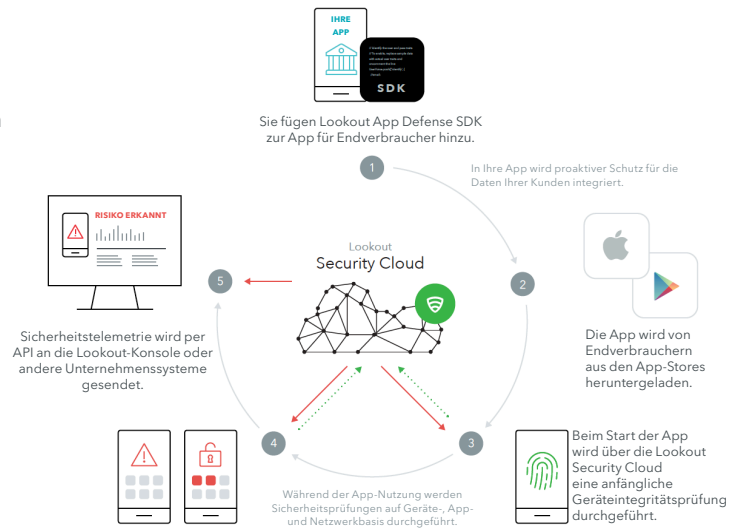 IHRE
APP
SDK
Sie fügen Lookout App Defense SDK
zur App für Endverbraucher hinzu.
1
In Ihre App wird proaktiver Schutz für die
Daten Ihrer Kunden integriert.
2
Die App wird von
Endverbrauchern
aus den App-Stores
heruntergeladen.
3
Beim Start der App
wird über die Lookout
Security Cloud
eine anfängliche
Geräteintegritätsprüfung
durchgeführt.
Während der App-Nutzung werden
Sicherheitsprüfungen auf Geräte-, App-
und Netzwerkbasis durchgeführt.
4
5
RISIKO ERKANNT
Sicherheitstelemetrie wird per
API an die Lookout-Konsole oder
andere Unternehmenssysteme
gesendet.
Lookout
Security Cloud